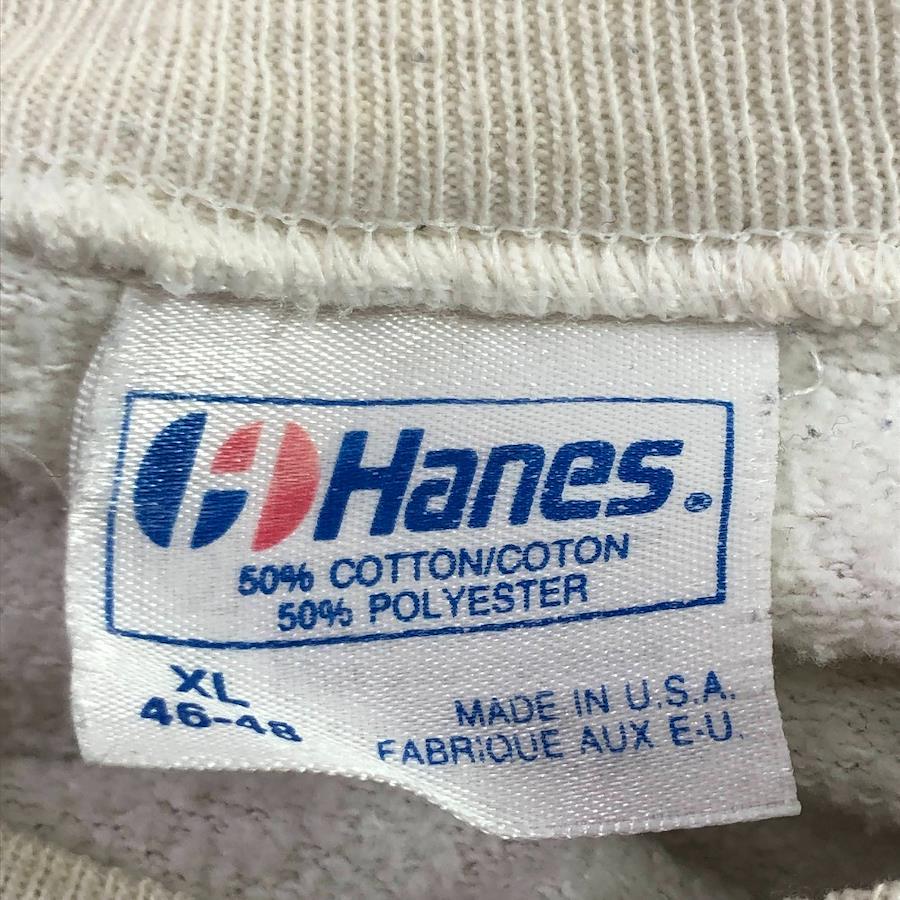 Hanes®
50% COTTON/COTON
50% POLYESTER
XL
46-48
MADE IN U.S.A.
FABRIQUE AUX E-U.